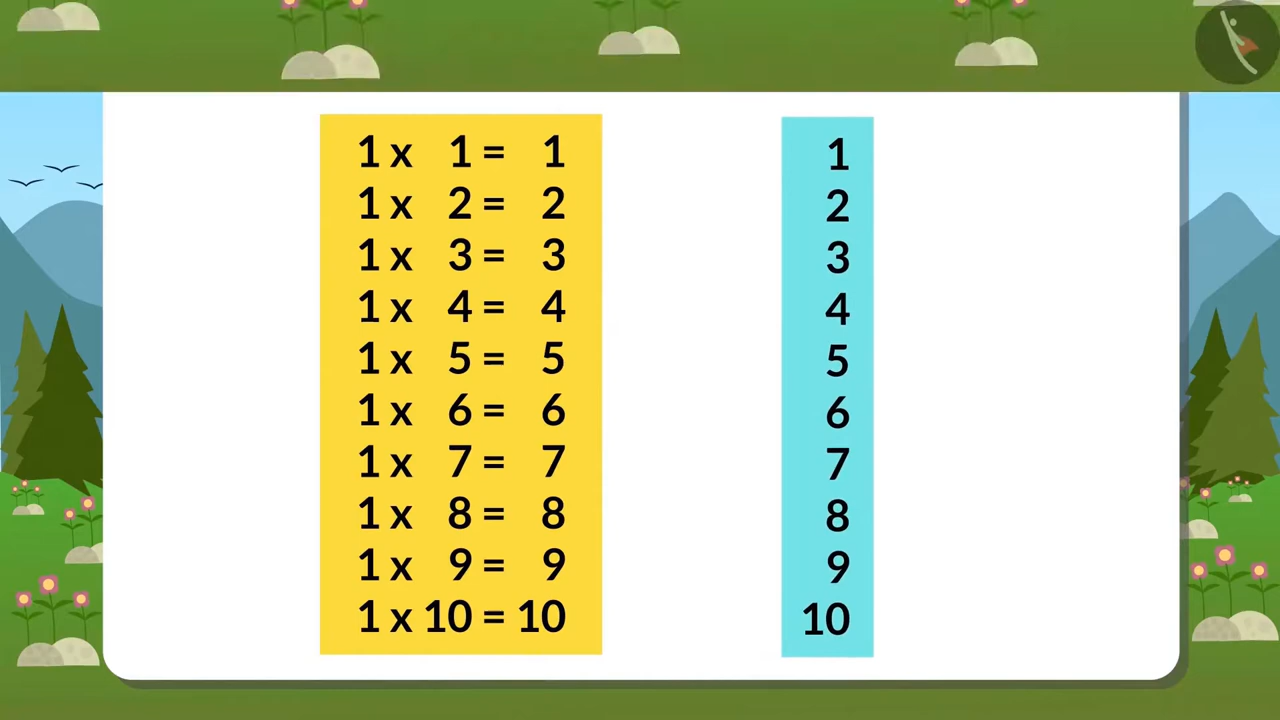 1 x 1 = 1
1 x 2 = 2
1 x 3 = 3
1 x 4 = 4
1 x 5 = 5
1 x 6 = 6
1 x 7 = 7
1 x 8 = 8
1 x 9 = 9
1 x 10 = 10
1
2
3
4
5
6
7
8
9
10